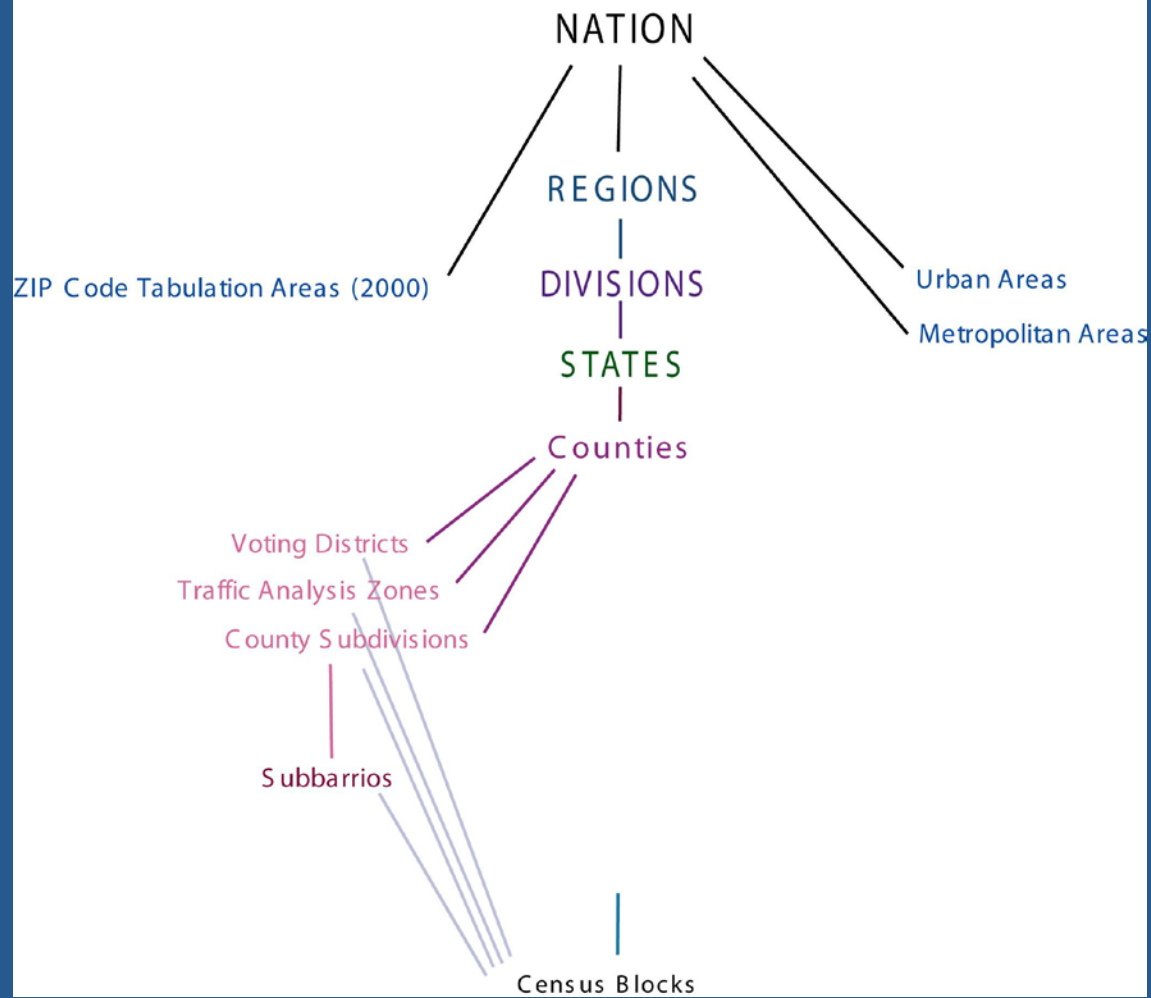 NATION
REGIONS
ZIP Code Tabulation Areas (2000)
DIVISIONS
Urban Areas
Metropolitan Areas
STATES
Counties
Voting Districts
Traffic Analysis Zones
County Subdivisions
Subbarrios
Census Blocks